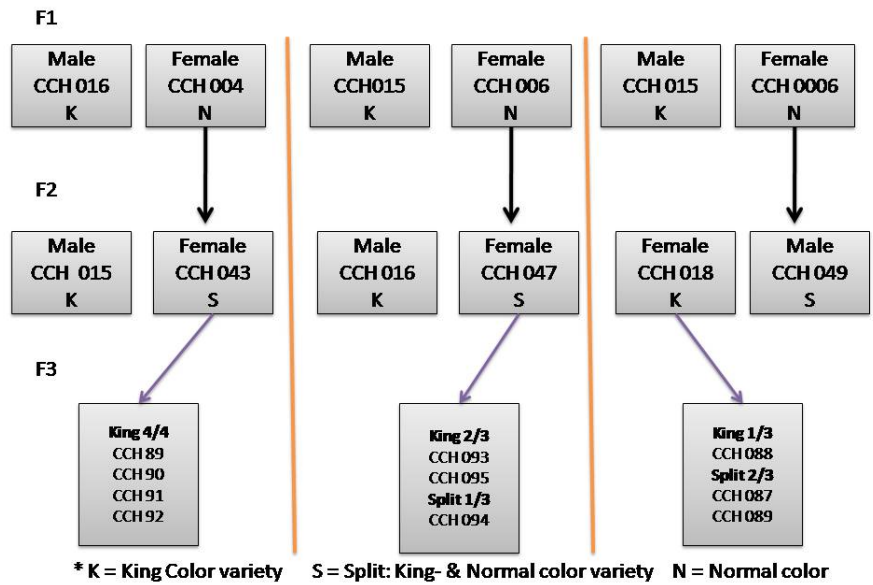 F1
Male
CCH 016
K
Female
CCH 004
N
Male
CCH015
K
Female
CCH 006
N
Male
CCH 015
K
Female
CCH 0006
N
F2
Male
CCH 015
K
Female
CCH 043
S
Male
CCH 016
K
Female
CCH 047
S
Female
CCH 018
K
Male
CCH 049
S
F3
King 4/4
CCH 89
CCH 90
CCH 91
CCH 92
King 2/3
CCH 093
CCH 095
Split 1/3
CCH 094
King 1/3
CCH 088
Split 2/3
CCH 087
CCH 089
* K = King Color variety S = Split: King- & Normal color variety N = Normal color